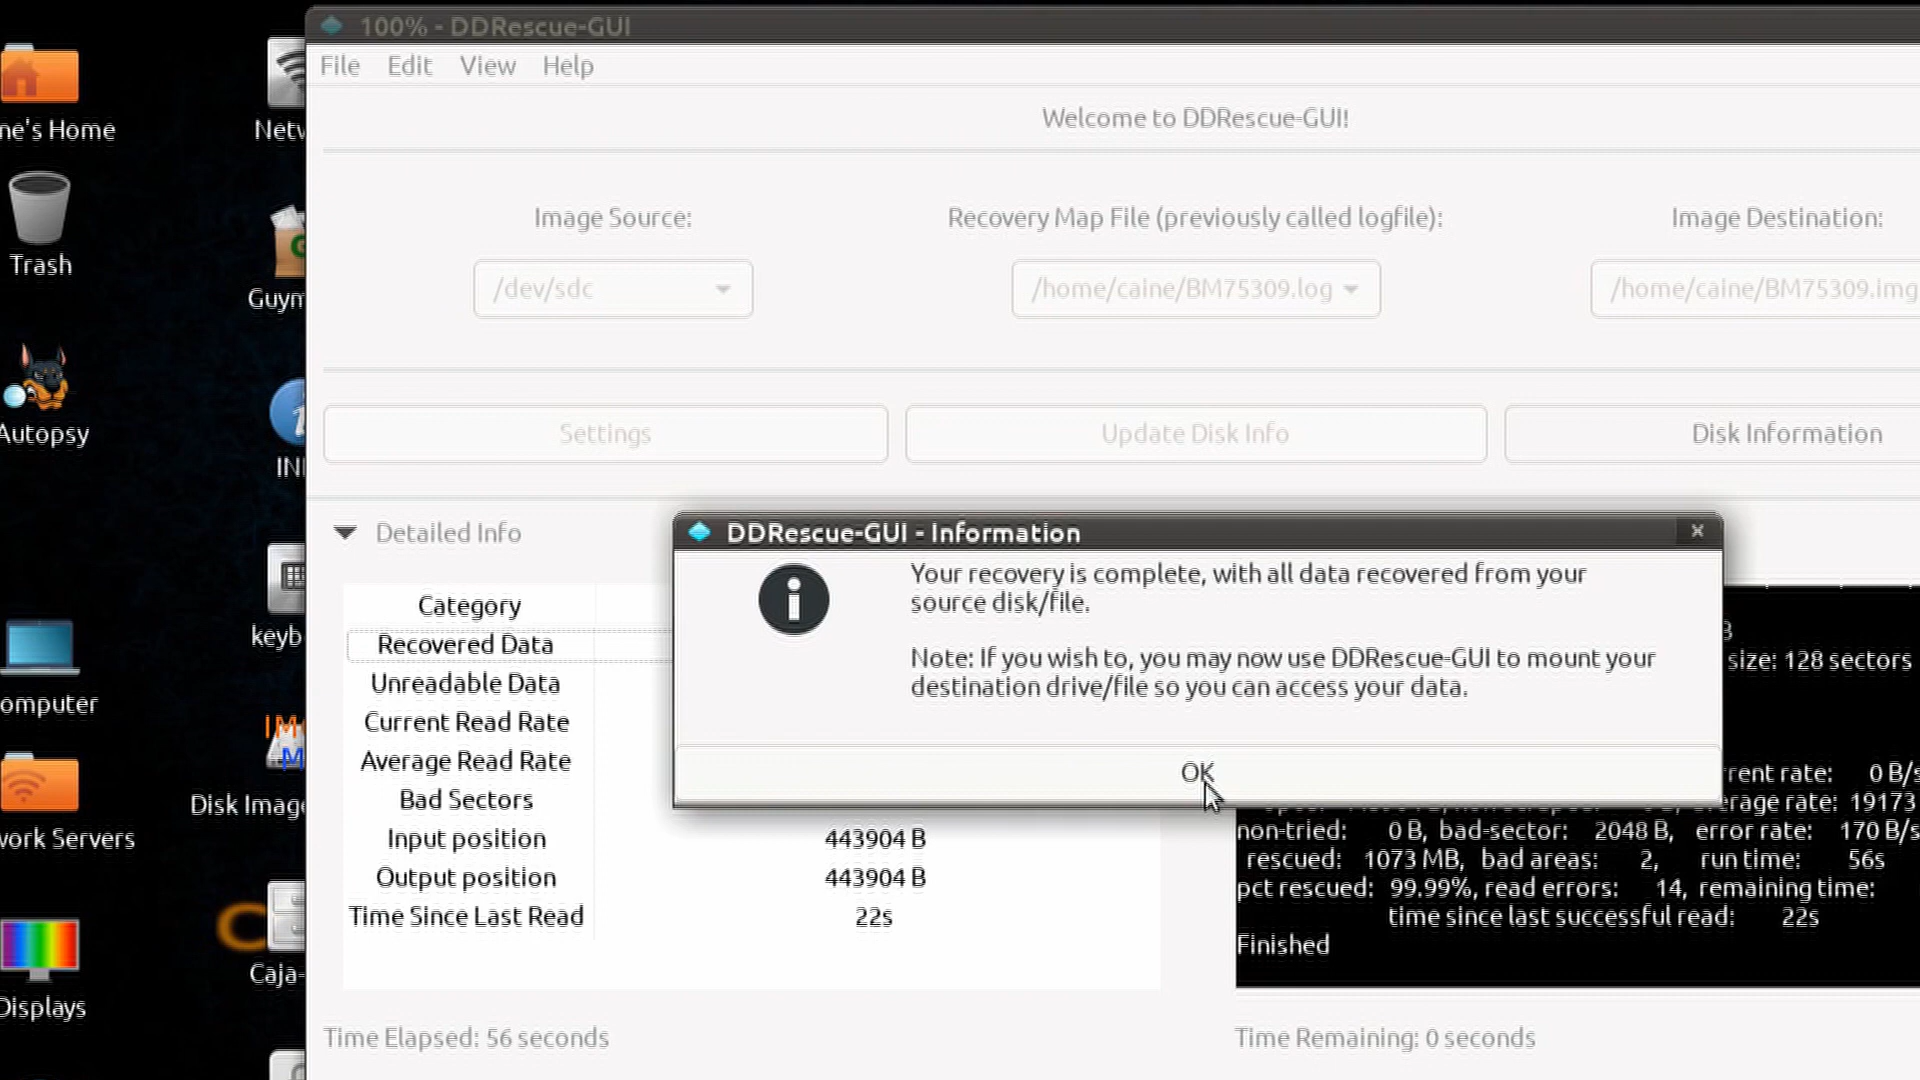 100% - DDRescue-GUI
File Edit View Help
Welcome to DDRescue-GUI!
Image Source:
Recovery Map File (previously called logfile):
Image Destination:
/dev/sdc
/home/caine/BM75309.log
/home/caine/BM75309.img
Settings
Update Disk Info
Disk Information
Detailed Info
DDRescue-GUI - Information
Your recovery is complete, with all data recovered from your
source disk/file.
Note: If you wish to, you may now use DDRescue-GUI to mount your
destination drive/file so you can access your data.
OK
Category
Recovered Data
Unreadable Data
Current Read Rate
Average Read Rate
Bad Sectors
Input position 443904 B
Output position 443904 B
Time Since Last Read 22s
size: 128 sectors
rent rate: 0 B/s
erage rate: 19173
non-tried: 0 B, bad-sector: 2048 B, error rate: 170 B/s
rescued: 1073 MB, bad areas: 2, run time: 56s
pct rescued: 99.99%, read errors: 14, remaining time:
time since last successful read: 22s
Finished
Time Elapsed: 56 seconds
Time Remaining: 0 seconds
ne's Home
Netw
Trash
Guym
Autopsy
IN
keyb
omputer
Disk Image
work Servers
Caja-
Displays